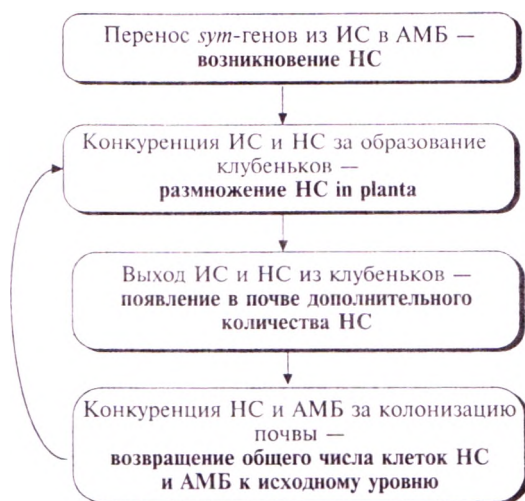 Перенос sym-генов из ИС в АМБ —
возникновение НС
Конкуренция ИС и НС за образование
клубеньков —
размножение НС in planta
Выход ИС и НС из клубеньков —
появление в почве дополнительного
количества НС
Конкуренция НС и АМБ за колонизацию
почвы —
возвращение общего числа клеток НС
и АМБ к исходному уровню